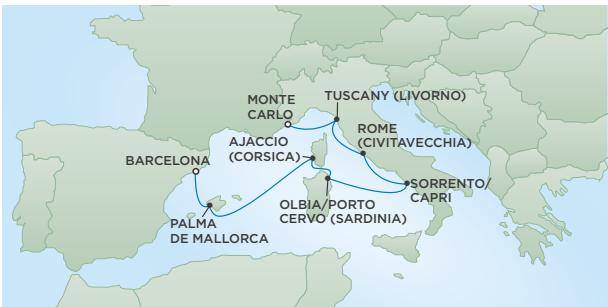 MONTE
CARLO
TUSCANY (LIVORNO)
ROME
(CIVITAVECCHIA)
AJACCIO
(CORSICA)
BARCELONA
SORRENTO/
CAPRI
OLBIA/PORTO
CERVO (SARDINIA)
PALMA
DE MALLORCA